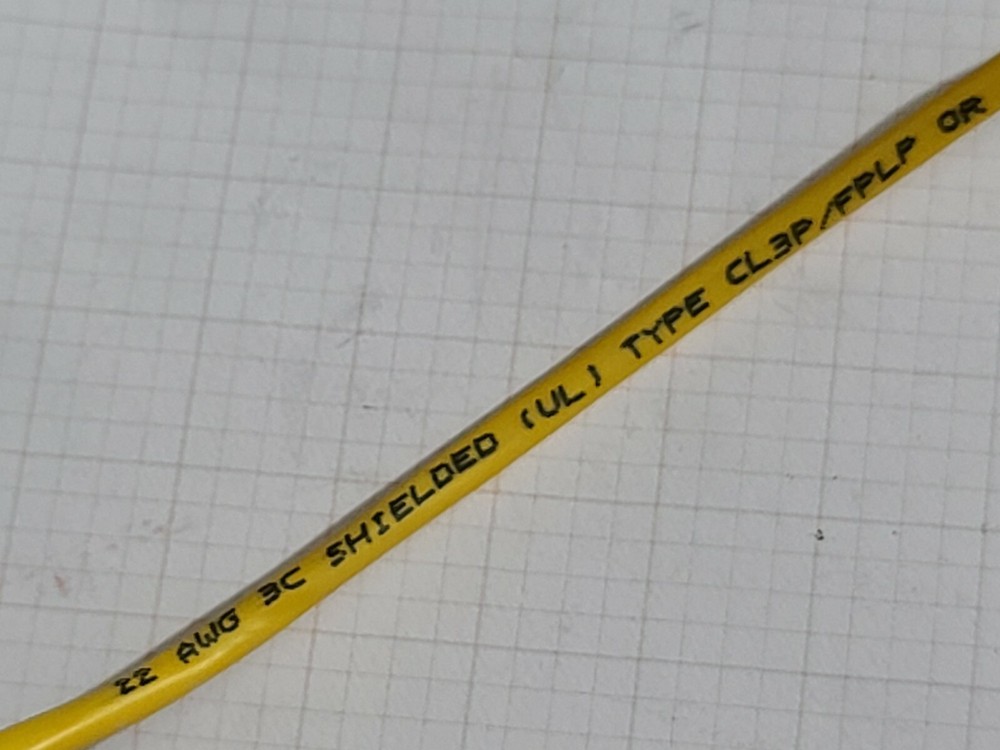 22 AWG 3C SHIELDED (UL) TYPE CL3P/FPLP OR